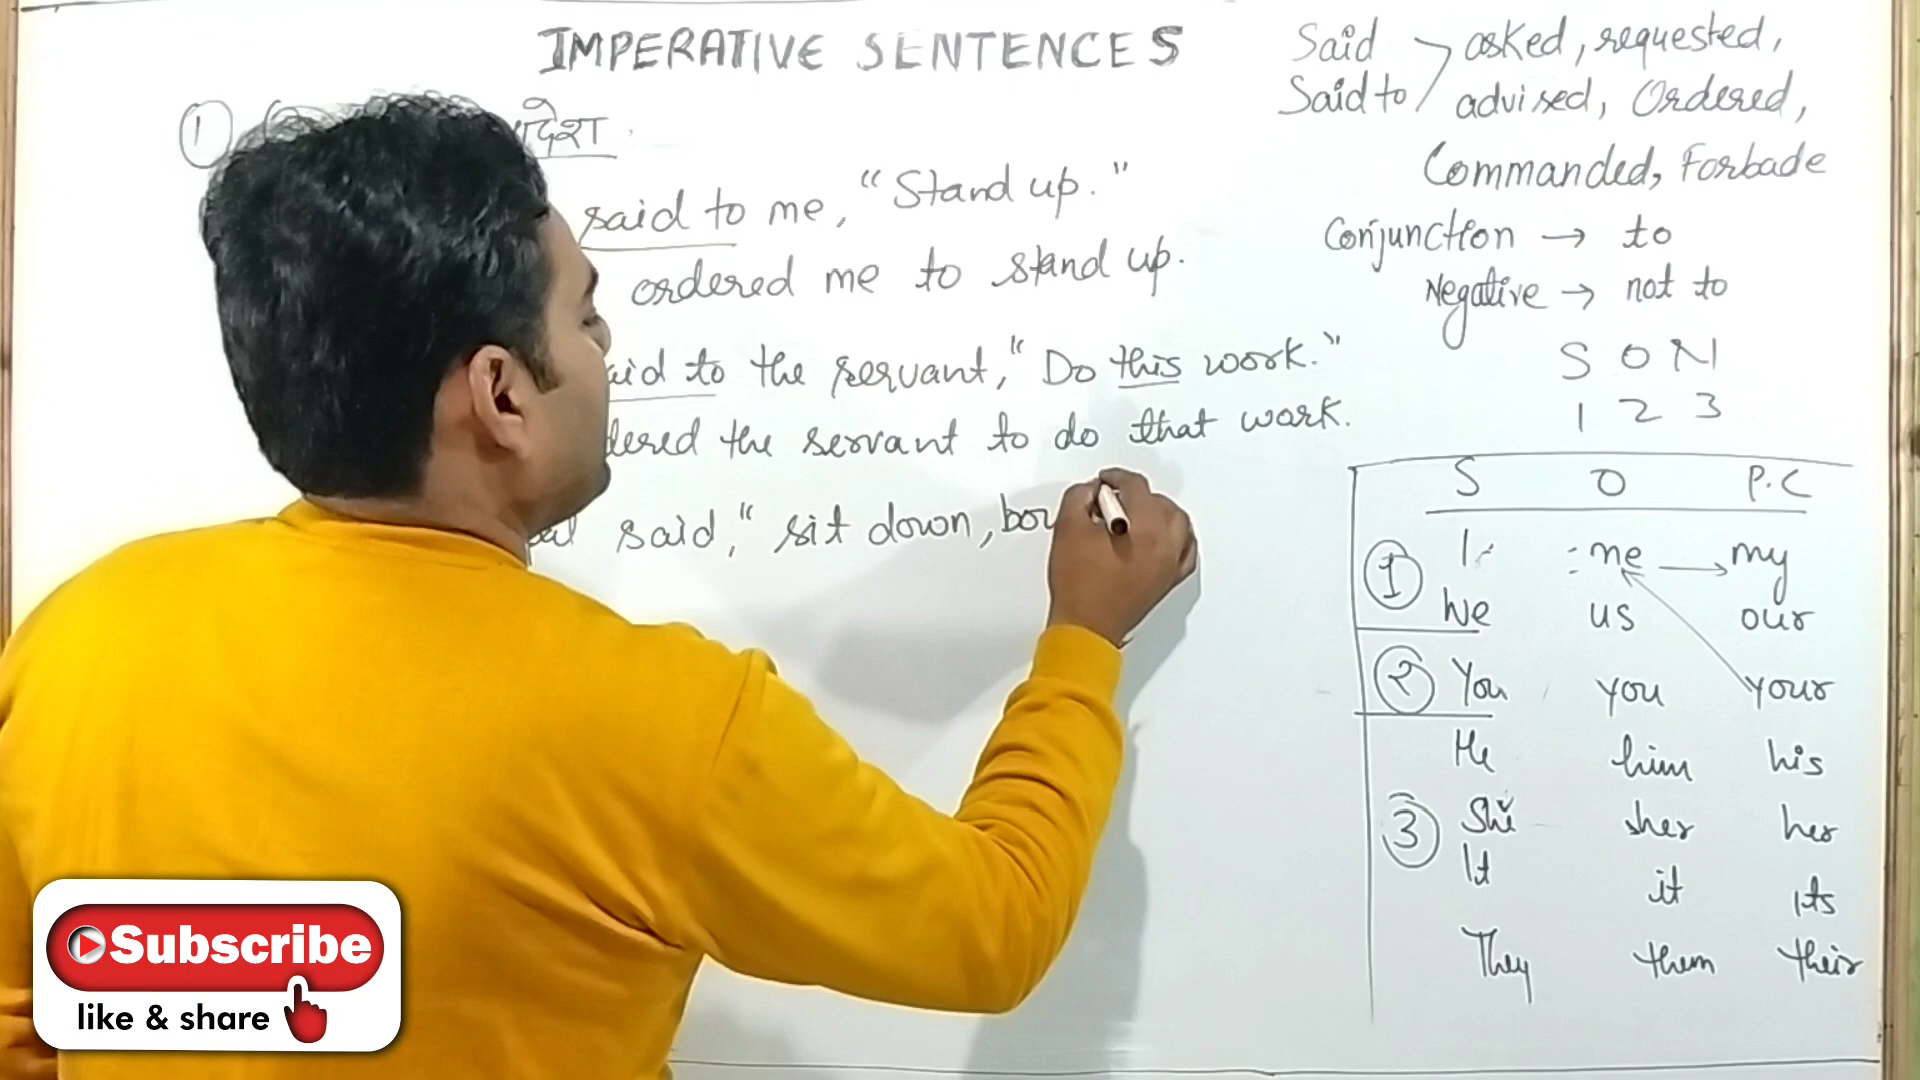 IMPERATIVE SENTENCES
①
said to me, "Stand up."
ordered me to stand up.
said to the servant, "Do this work."
the servant to do that work.
said, "sit down,
Said
Said to
asked, requested,
advised, Ordered,
Commanded, Forbade
Conjunction → to
Negative → not to
S O N
1 2 3
S O P.C
① I me → my
We us our
② You you your
③ He him his
She her her
It it its
They them their
Subscribe
like & share